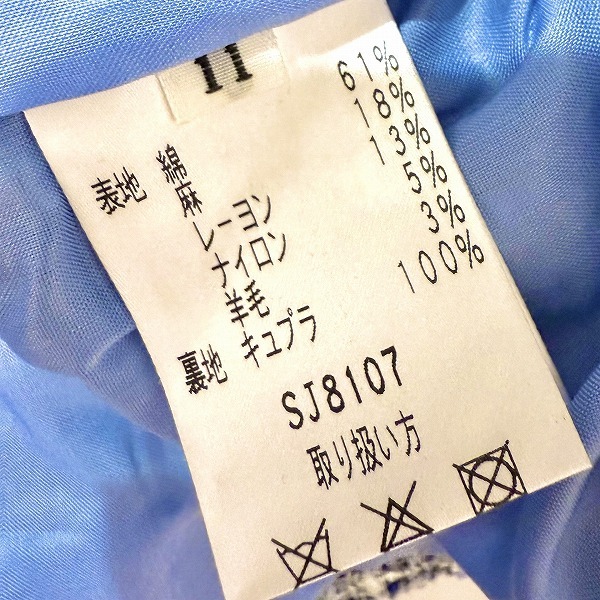 11
表地 綿 61%
麻 18%
レーヨン 13%
ナイロン 5%
羊毛 3%
裏地 キュプラ 100%
SJ8107
取り扱い方